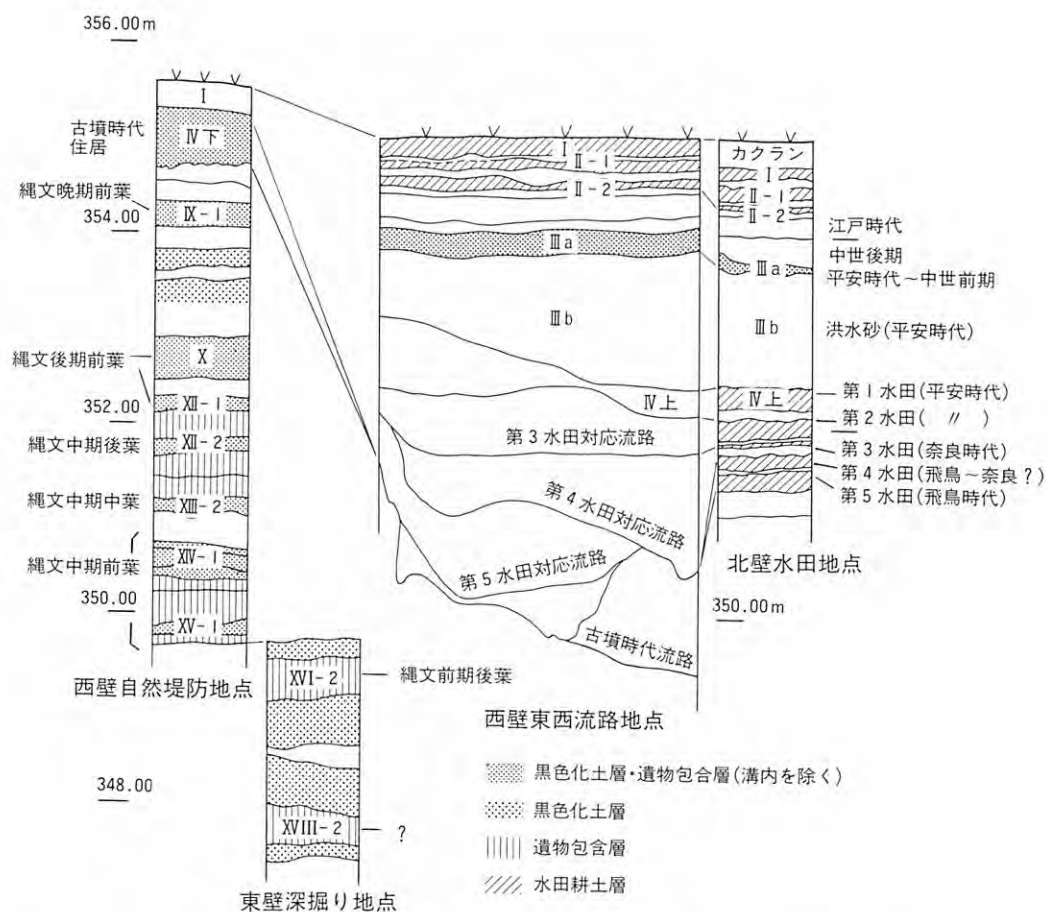 356.00m
I
古墳時代
住居
IV下
縄文晩期前葉
354.00
IX-1
縄文後期前葉
X
352.00
XII-1
縄文中期後葉
XII-2
縄文中期中葉
XIII-2
縄文中期前葉
XIV-1
350.00
XV-1
西壁自然堤防地点
XVI-2
縄文前期後葉
348.00
XVIII-2
?
東壁深掘り地点
I
II-1
II-2
IIIa
IIIb
IV上
第3水田対応流路
第4水田対応流路
第5水田対応流路
古墳時代流路
西壁東西流路地点
カクラン
I
II-1
II-2
江戸時代
中世後期
IIIa
平安時代~中世前期
IIIb
洪水砂(平安時代)
IV上
第1水田(平安時代)
第2水田( 〃 )
第3水田(奈良時代)
第4水田(飛鳥~奈良?)
第5水田(飛鳥時代)
北壁水田地点
350.00m
黒色化土層・遺物包合層(溝内を除く)
黒色化土層
遺物包含層
水田耕土層